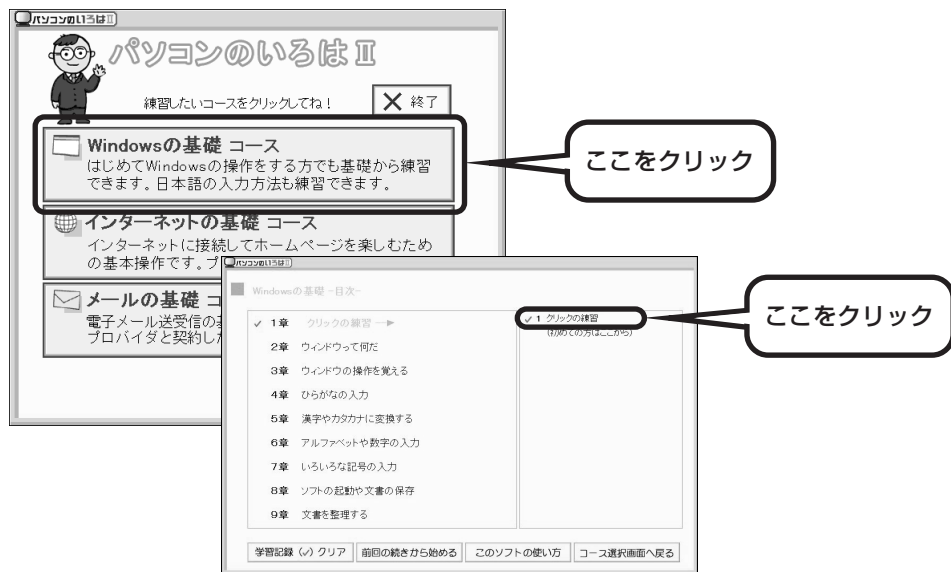 パソコンのいろはⅡ
パソコンのいろはⅡ
練習したいコースをクリックしてね！
✕ 終了
Windowsの基礎 コース
はじめてWindowsの操作をする方でも基礎から練習
できます。日本語の入力方法も練習できます。
ここをクリック
インターネットの基礎 コース
インターネットに接続してホームページを楽しむため
の基本操作です。プ
メールの基礎 コ
電子メール送受信の
プロバイダと契約した
パソコンのいろはⅡ
Windowsの基礎 -目次-
✓ 1章 クリックの練習
2章 ウィンドウって何だ
3章 ウィンドウの操作を覚える
4章 ひらがなの入力
5章 漢字やカタカナに変換する
6章 アルファベットや数字の入力
7章 いろいろな記号の入力
8章 ソフトの起動や文書の保存
9章 文書を整理する
✓ 1 クリックの練習
(初めての方はここから)
ここをクリック
学習記録 (✓) クリア
前回の続きから始める
このソフトの使い方
コース選択画面へ戻る